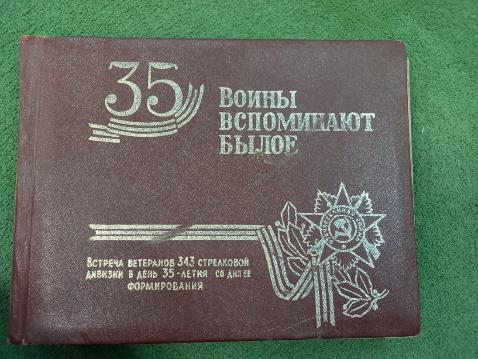 35
Воины
вспоминают
былое
Встреча ветеранов 343 стрелковой
дивизии в день 35-летия со дня ее
формирования